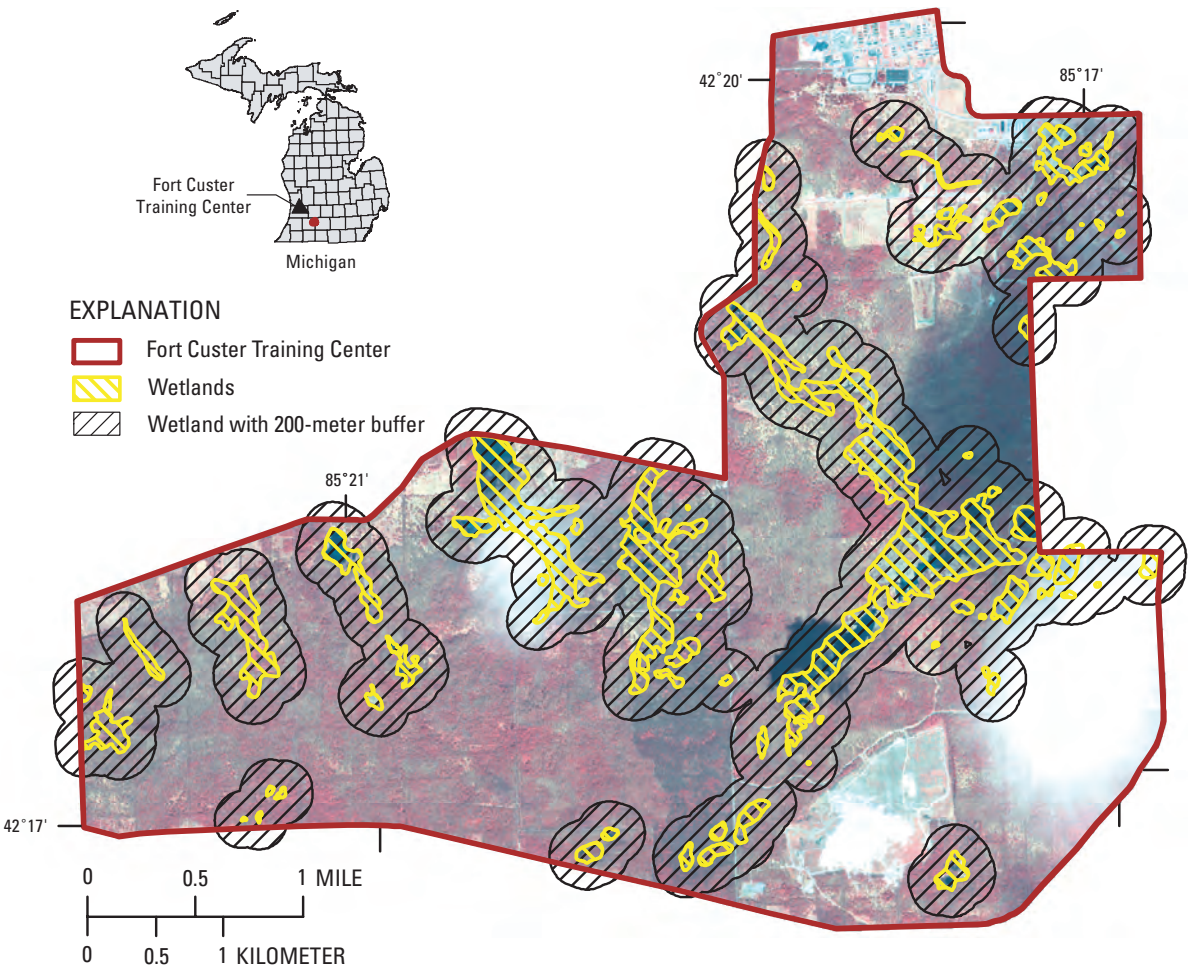 42°20'
85°17'
Fort Custer
Training Center
Michigan
EXPLANATION
Fort Custer Training Center
Wetlands
Wetland with 200-meter buffer
85°21'
42°17'
0 0.5 1 MILE
0 0.5 1 KILOMETER